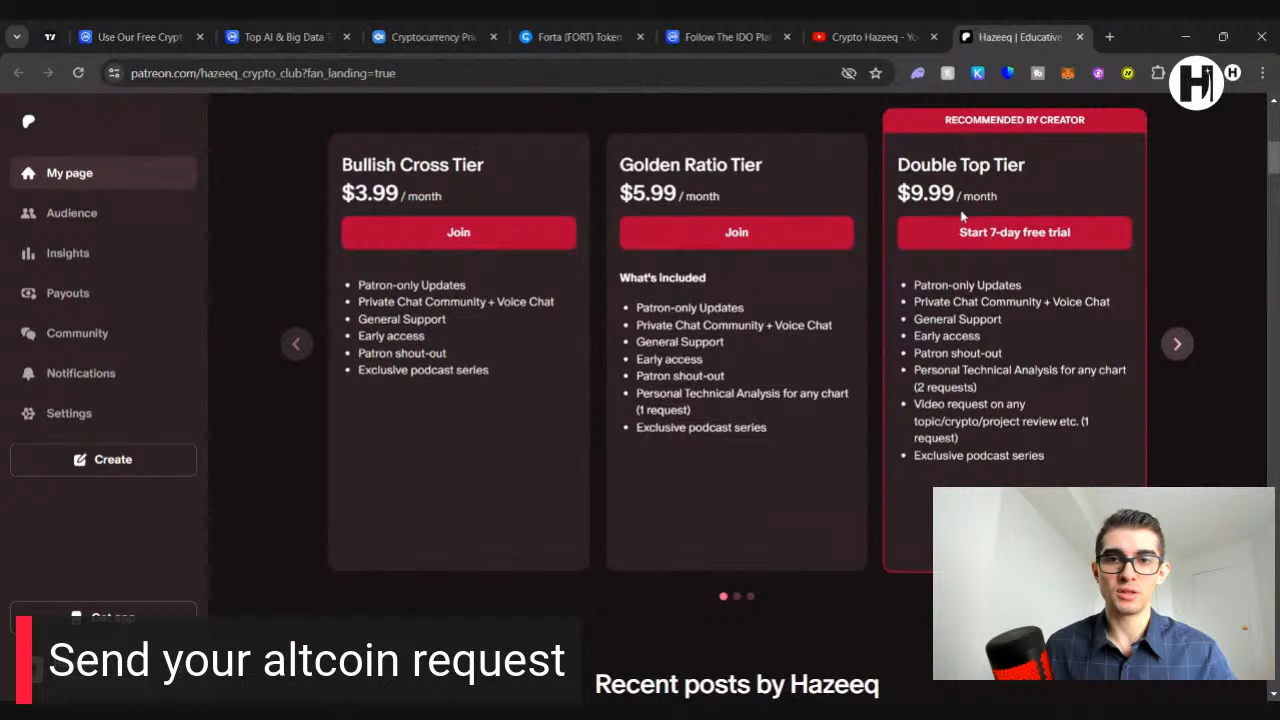 Use Our Free Crypt
Top AI & Big Data T
Cryptocurrency Pri
Forta (FORT) Token
Follow The IDO Pla
Crypto Hazeeq - Yo
Hazeeq | Educative
patreon.com/hazeeq_crypto_club?fan_landing=true
H
H
My page
Audience
Insights
Payouts
Community
Notifications
Settings
Create
Get app
Bullish Cross Tier
$3.99 / month
Join
• Patron-only Updates
• Private Chat Community + Voice Chat
• General Support
• Early access
• Patron shout-out
• Exclusive podcast series
Golden Ratio Tier
$5.99 / month
Join
What's included
• Patron-only Updates
• Private Chat Community + Voice Chat
• General Support
• Early access
• Patron shout-out
• Personal Technical Analysis for any chart
(1 request)
• Exclusive podcast series
RECOMMENDED BY CREATOR
Double Top Tier
$9.99 / month
Start 7-day free trial
• Patron-only Updates
• Private Chat Community + Voice Chat
• General Support
• Early access
• Patron shout-out
• Personal Technical Analysis for any chart
(2 requests)
• Video request on any
topic/crypto/project review etc. (1
request)
• Exclusive podcast series
Recent posts by Hazeeq
Send your altcoin request